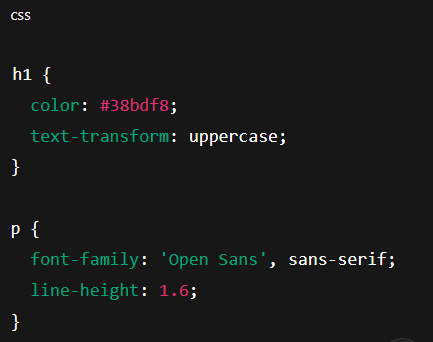 css
h1 {
  color: #38bdf8;
  text-transform: uppercase;
}
p {
  font-family: 'Open Sans', sans-serif;
  line-height: 1.6;
}